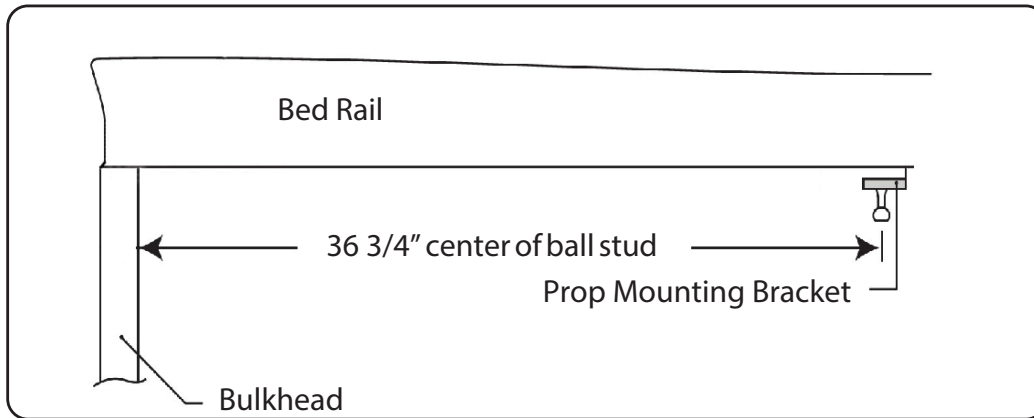 Bed Rail
36 3/4” center of ball stud
Prop Mounting Bracket
Bulkhead